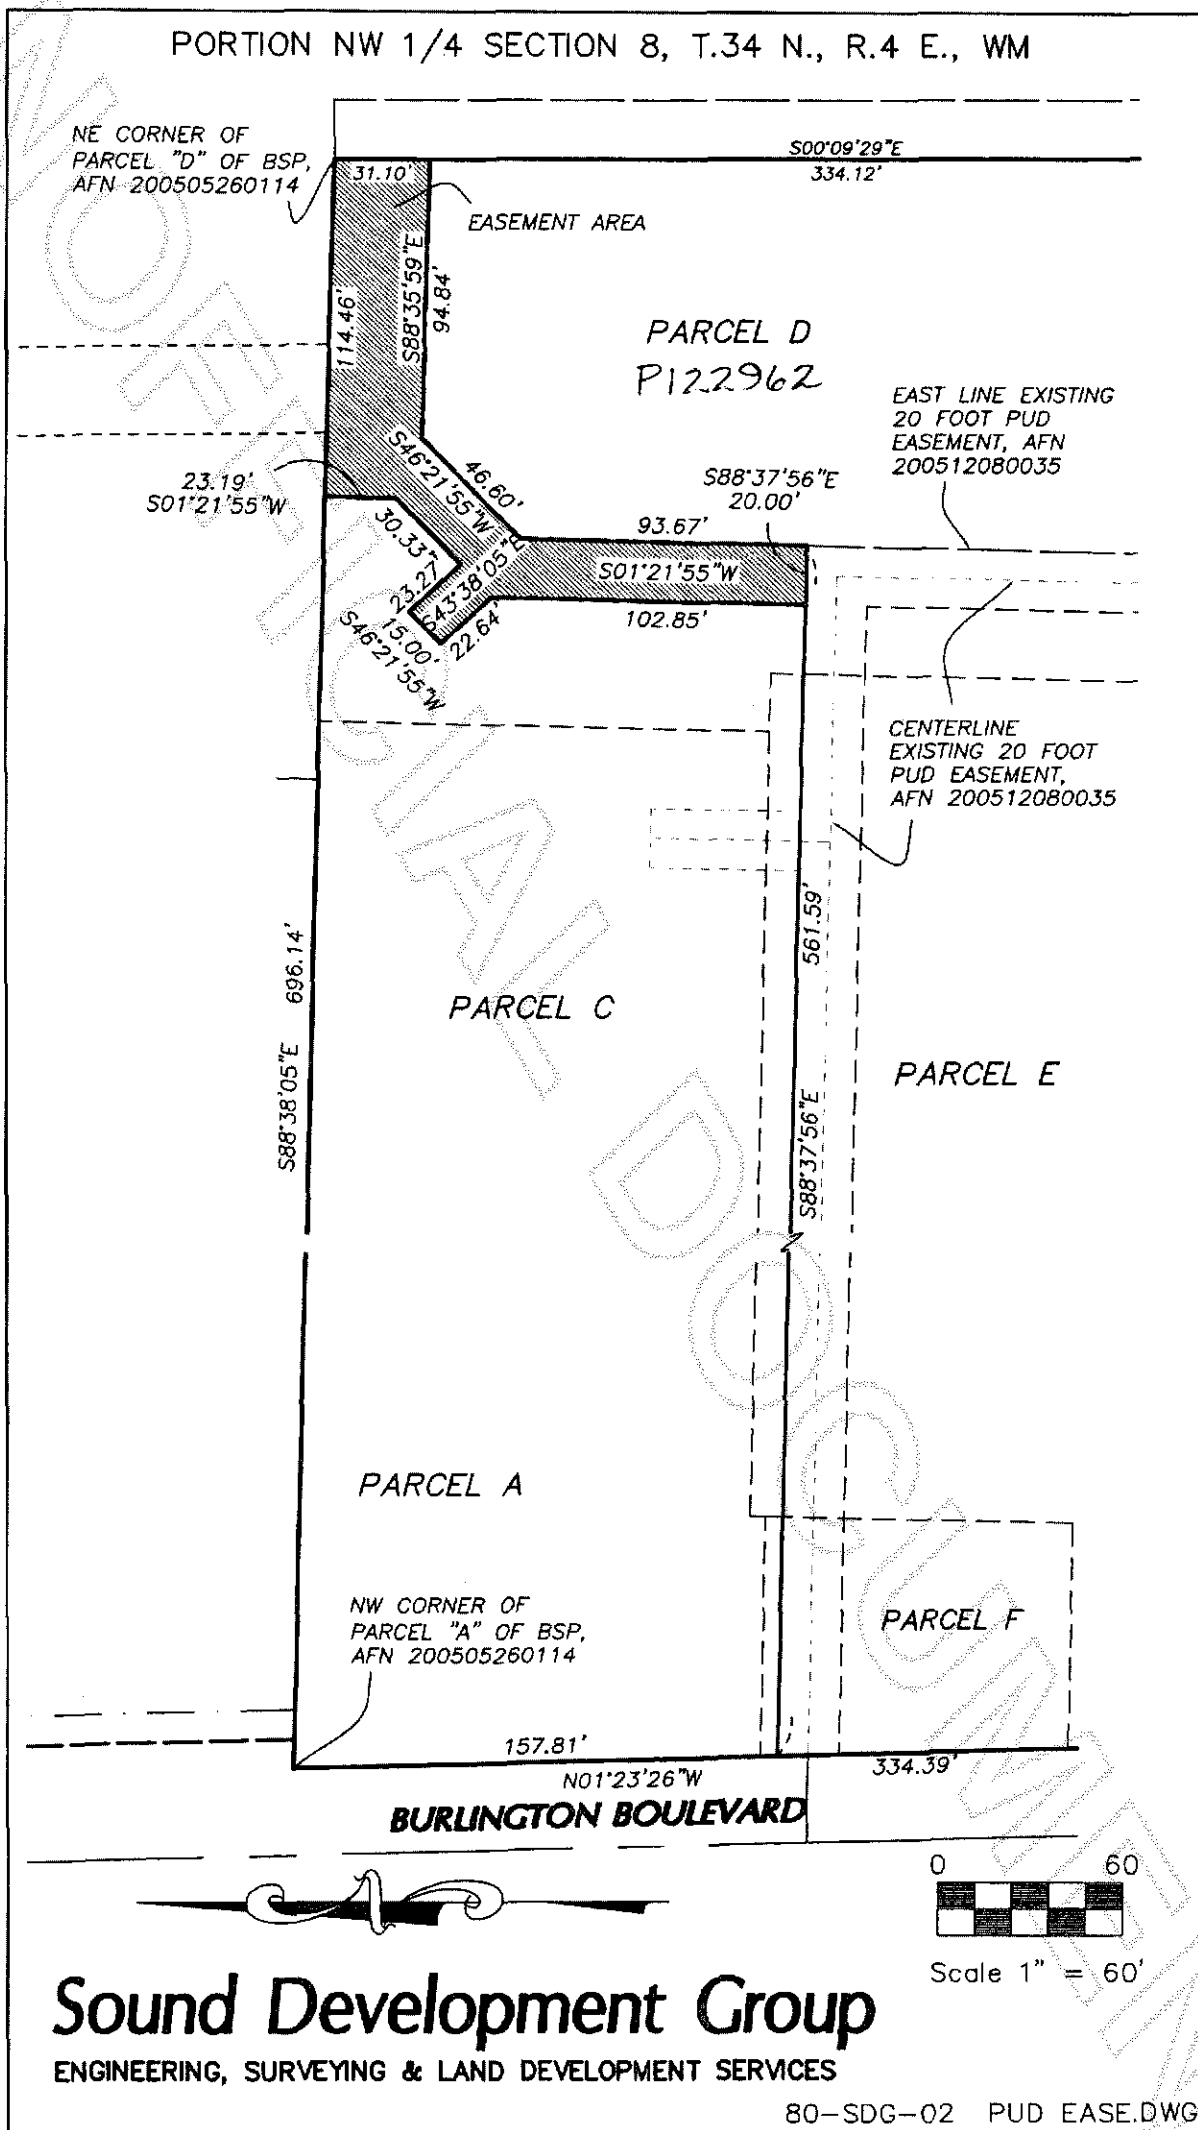 PORTION NW 1/4 SECTION 8, T.34 N., R.4 E., WM
NE CORNER OF
PARCEL "D" OF BSP,
AFN 200505260114
S00°09'29"E
334.12'
31.10'
EASEMENT AREA
S88°35'59"E
94.84'
114.46'
PARCEL D
P122962
EAST LINE EXISTING
20 FOOT PUD
EASEMENT, AFN
200512080035
23.19'
S01°21'55"W
S46°21'55"W
46.60'
S88°37'56"E
20.00'
93.67'
30.33'
23.27'
S43°38'05"E
S01°21'55"W
102.85'
15.00'
S46°21'55"W
22.64'
CENTERLINE
EXISTING 20 FOOT
PUD EASEMENT,
AFN 200512080035
561.59'
S88°37'56"E
696.14'
S88°38'05"E
PARCEL C
PARCEL E
PARCEL A
NW CORNER OF
PARCEL "A" OF BSP,
AFN 200505260114
PARCEL F
157.81'
N01°23'26"W
334.39'
BURLINGTON BOULEVARD
0 60
Scale 1" = 60'
Sound Development Group
ENGINEERING, SURVEYING & LAND DEVELOPMENT SERVICES
80-SDG-02 PUD EASE.DWG
UNOFFICIAL DOCUMENT